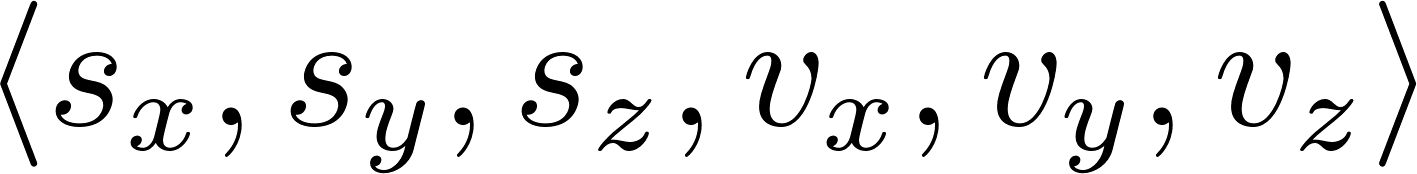 ⟨s_x, s_y, s_z, v_x, v_y, v_z⟩